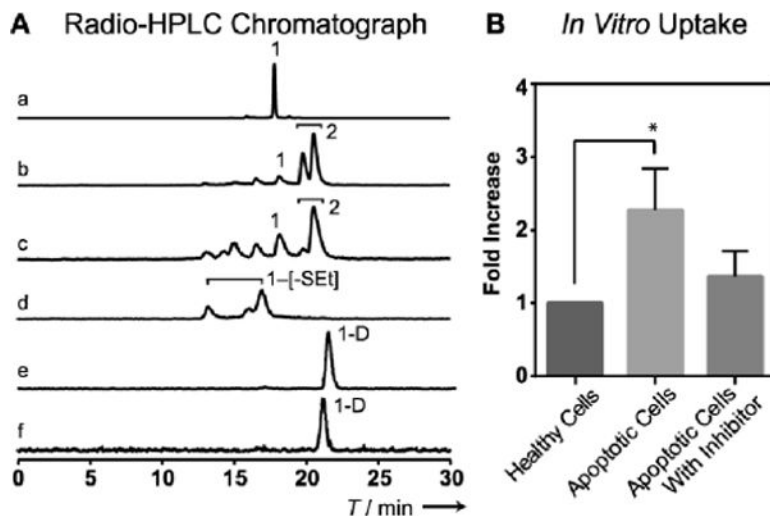 A Radio-HPLC Chromatograph
1
a
2
b
1
2
c
1
1–[-SEt]
d
1-D
e
1-D
f
0 5 10 15 20 25 30
T / min
B In Vitro Uptake
*
4
3
2
1
0
Fold Increase
Healthy Cells
Apoptotic Cells
Apoptotic Cells
With Inhibitor